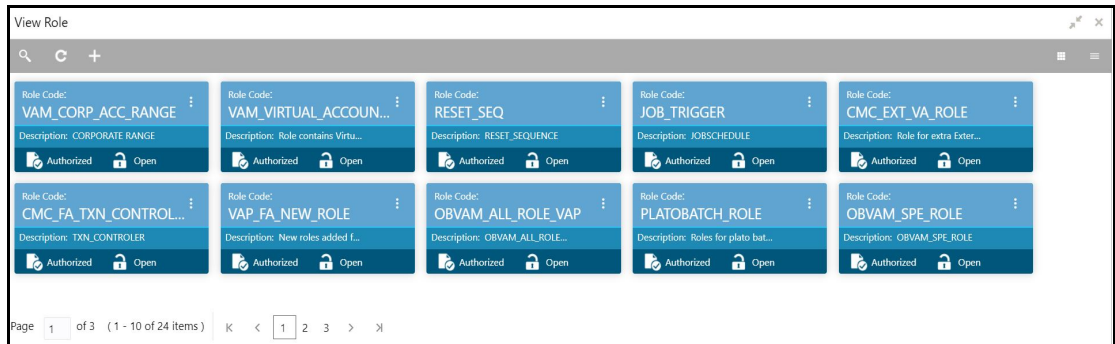 View Role
Role Code: Role Code: Role Code: Role Code: Role Code:
VAM_CORP_ACC_RANGE VAM_VIRTUAL_ACCOUN... RESET_SEQ JOB_TRIGGER CMC_EXT_VA_ROLE
Description: CORPORATE RANGE Description: Role contains Virtu... Description: RESET_SEQUENCE Description: JOBSCHEDULE Description: Role for extra Exter...
Authorized Open Authorized Open Authorized Open Authorized Open Authorized Open
Role Code: Role Code: Role Code: Role Code: Role Code:
CMC_FA_TXN_CONTROL... VAP_FA_NEW_ROLE OBVAM_ALL_ROLE_VAP PLATOBATCH_ROLE OBVAM_SPE_ROLE
Description: TXN_CONTROLER Description: New roles added f... Description: OBVAM_ALL_ROLE... Description: Roles for plato bat... Description: OBVAM_SPE_ROLE
Authorized Open Authorized Open Authorized Open Authorized Open Authorized Open
Page 1 of 3 ( 1 - 10 of 24 items ) 1 2 3